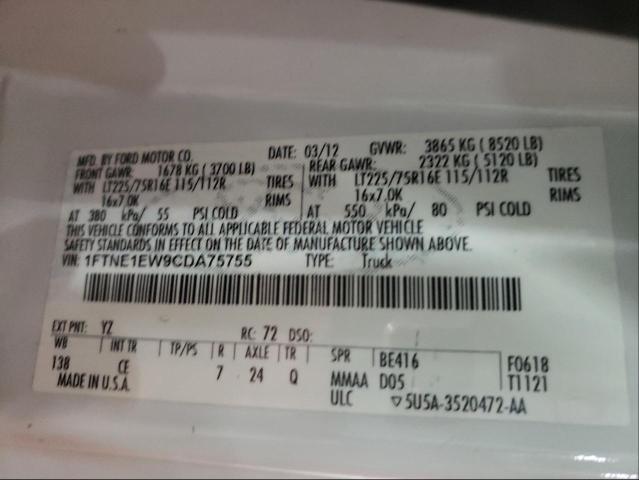 MFD. BY FORD MOTOR CO. DATE: 03/12 GVWR: 3865 KG ( 8520 LB)
FRONT GAWR: 1678 KG ( 3700 LB) REAR GAWR: 2322 KG ( 5120 LB)
WITH LT225/75R16E 115/112R TIRES WITH LT225/75R16E 115/112R TIRES
16x7.0K RIMS 16x7.0K RIMS
AT 380 kPa/ 55 PSI COLD AT 550 kPa/ 80 PSI COLD
THIS VEHICLE CONFORMS TO ALL APPLICABLE FEDERAL MOTOR VEHICLE
SAFETY STANDARDS IN EFFECT ON THE DATE OF MANUFACTURE SHOWN ABOVE.
VIN: 1FTNE1EW9CDA75755 TYPE: Truck
EXT PNT: YZ RC: 72 DSO:
WB INT TR TP/PS R AXLE TR SPR BE416 F0618
138 CE 7 24 Q MMAA D05 T1121
MADE IN U.S.A. ULC ▽5U5A-3520472-AA